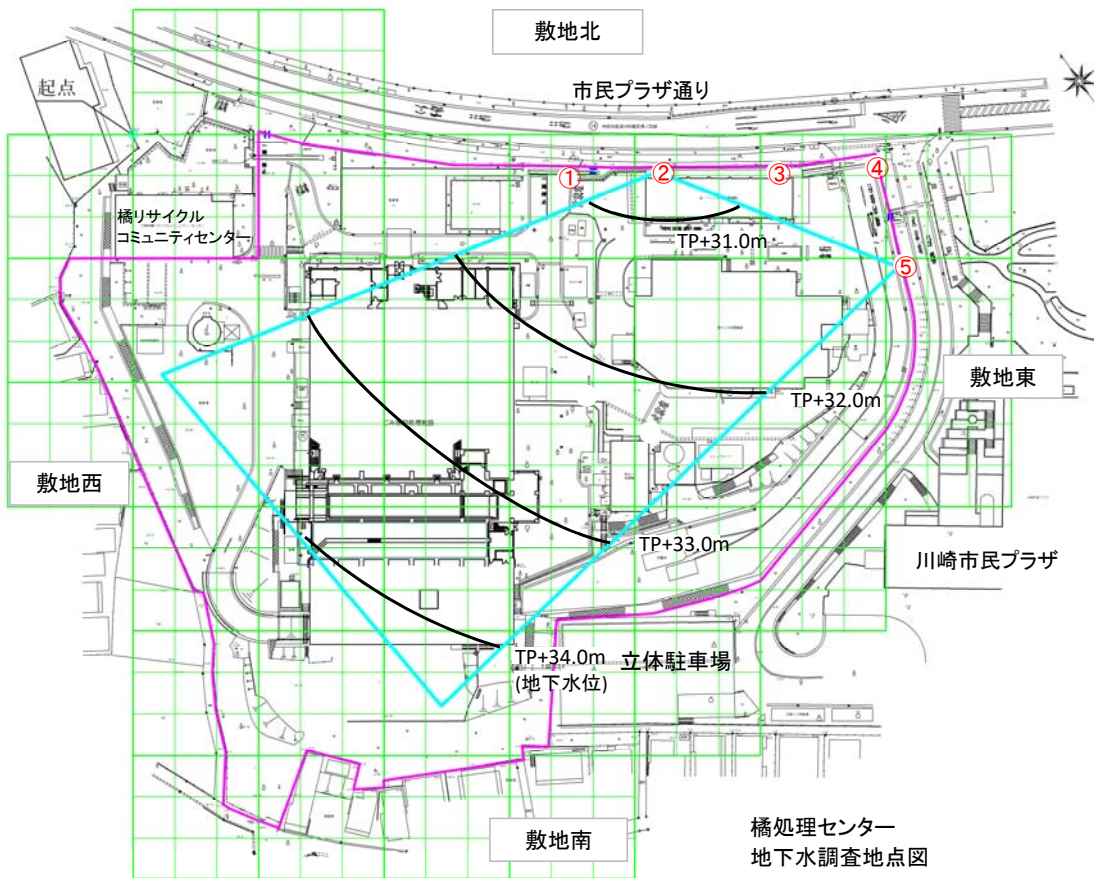 敷地北
起点
市民プラザ通り
①
②
③
④
橘リサイクル
コミュニティセンター
TP+31.0m
⑤
敷地東
TP+32.0m
敷地西
TP+33.0m
川崎市民プラザ
TP+34.0m
(地下水位)
立体駐車場
敷地南
橘処理センター
地下水調査地点図